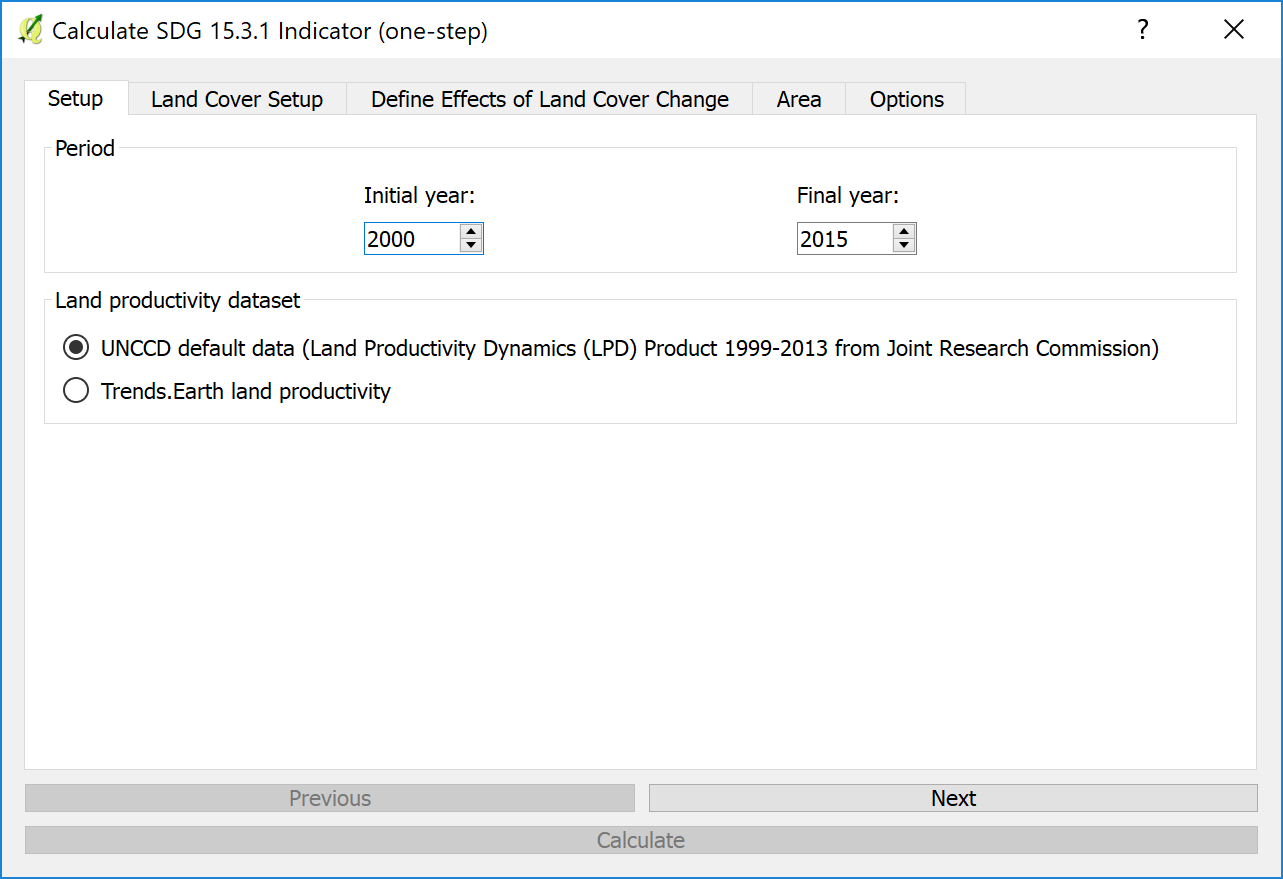 Calculate SDG 15.3.1 Indicator (one-step)
?
Setup Land Cover Setup Define Effects of Land Cover Change Area Options
Period
Initial year: Final year:
2000 2015
Land productivity dataset
UNCCD default data (Land Productivity Dynamics (LPD) Product 1999-2013 from Joint Research Commission)
Trends.Earth land productivity
Previous Next
Calculate